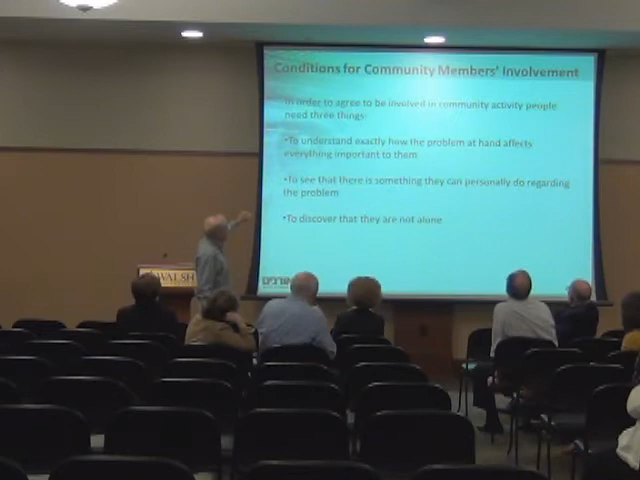 Conditions for Community Members' Involvement
In order to agree to be involved in community activity people
need three things:
•To understand exactly how the problem at hand affects
everything important to them
•To see that there is something they can personally do regarding
the problem
•To discover that they are not alone
WALSH
אורנים